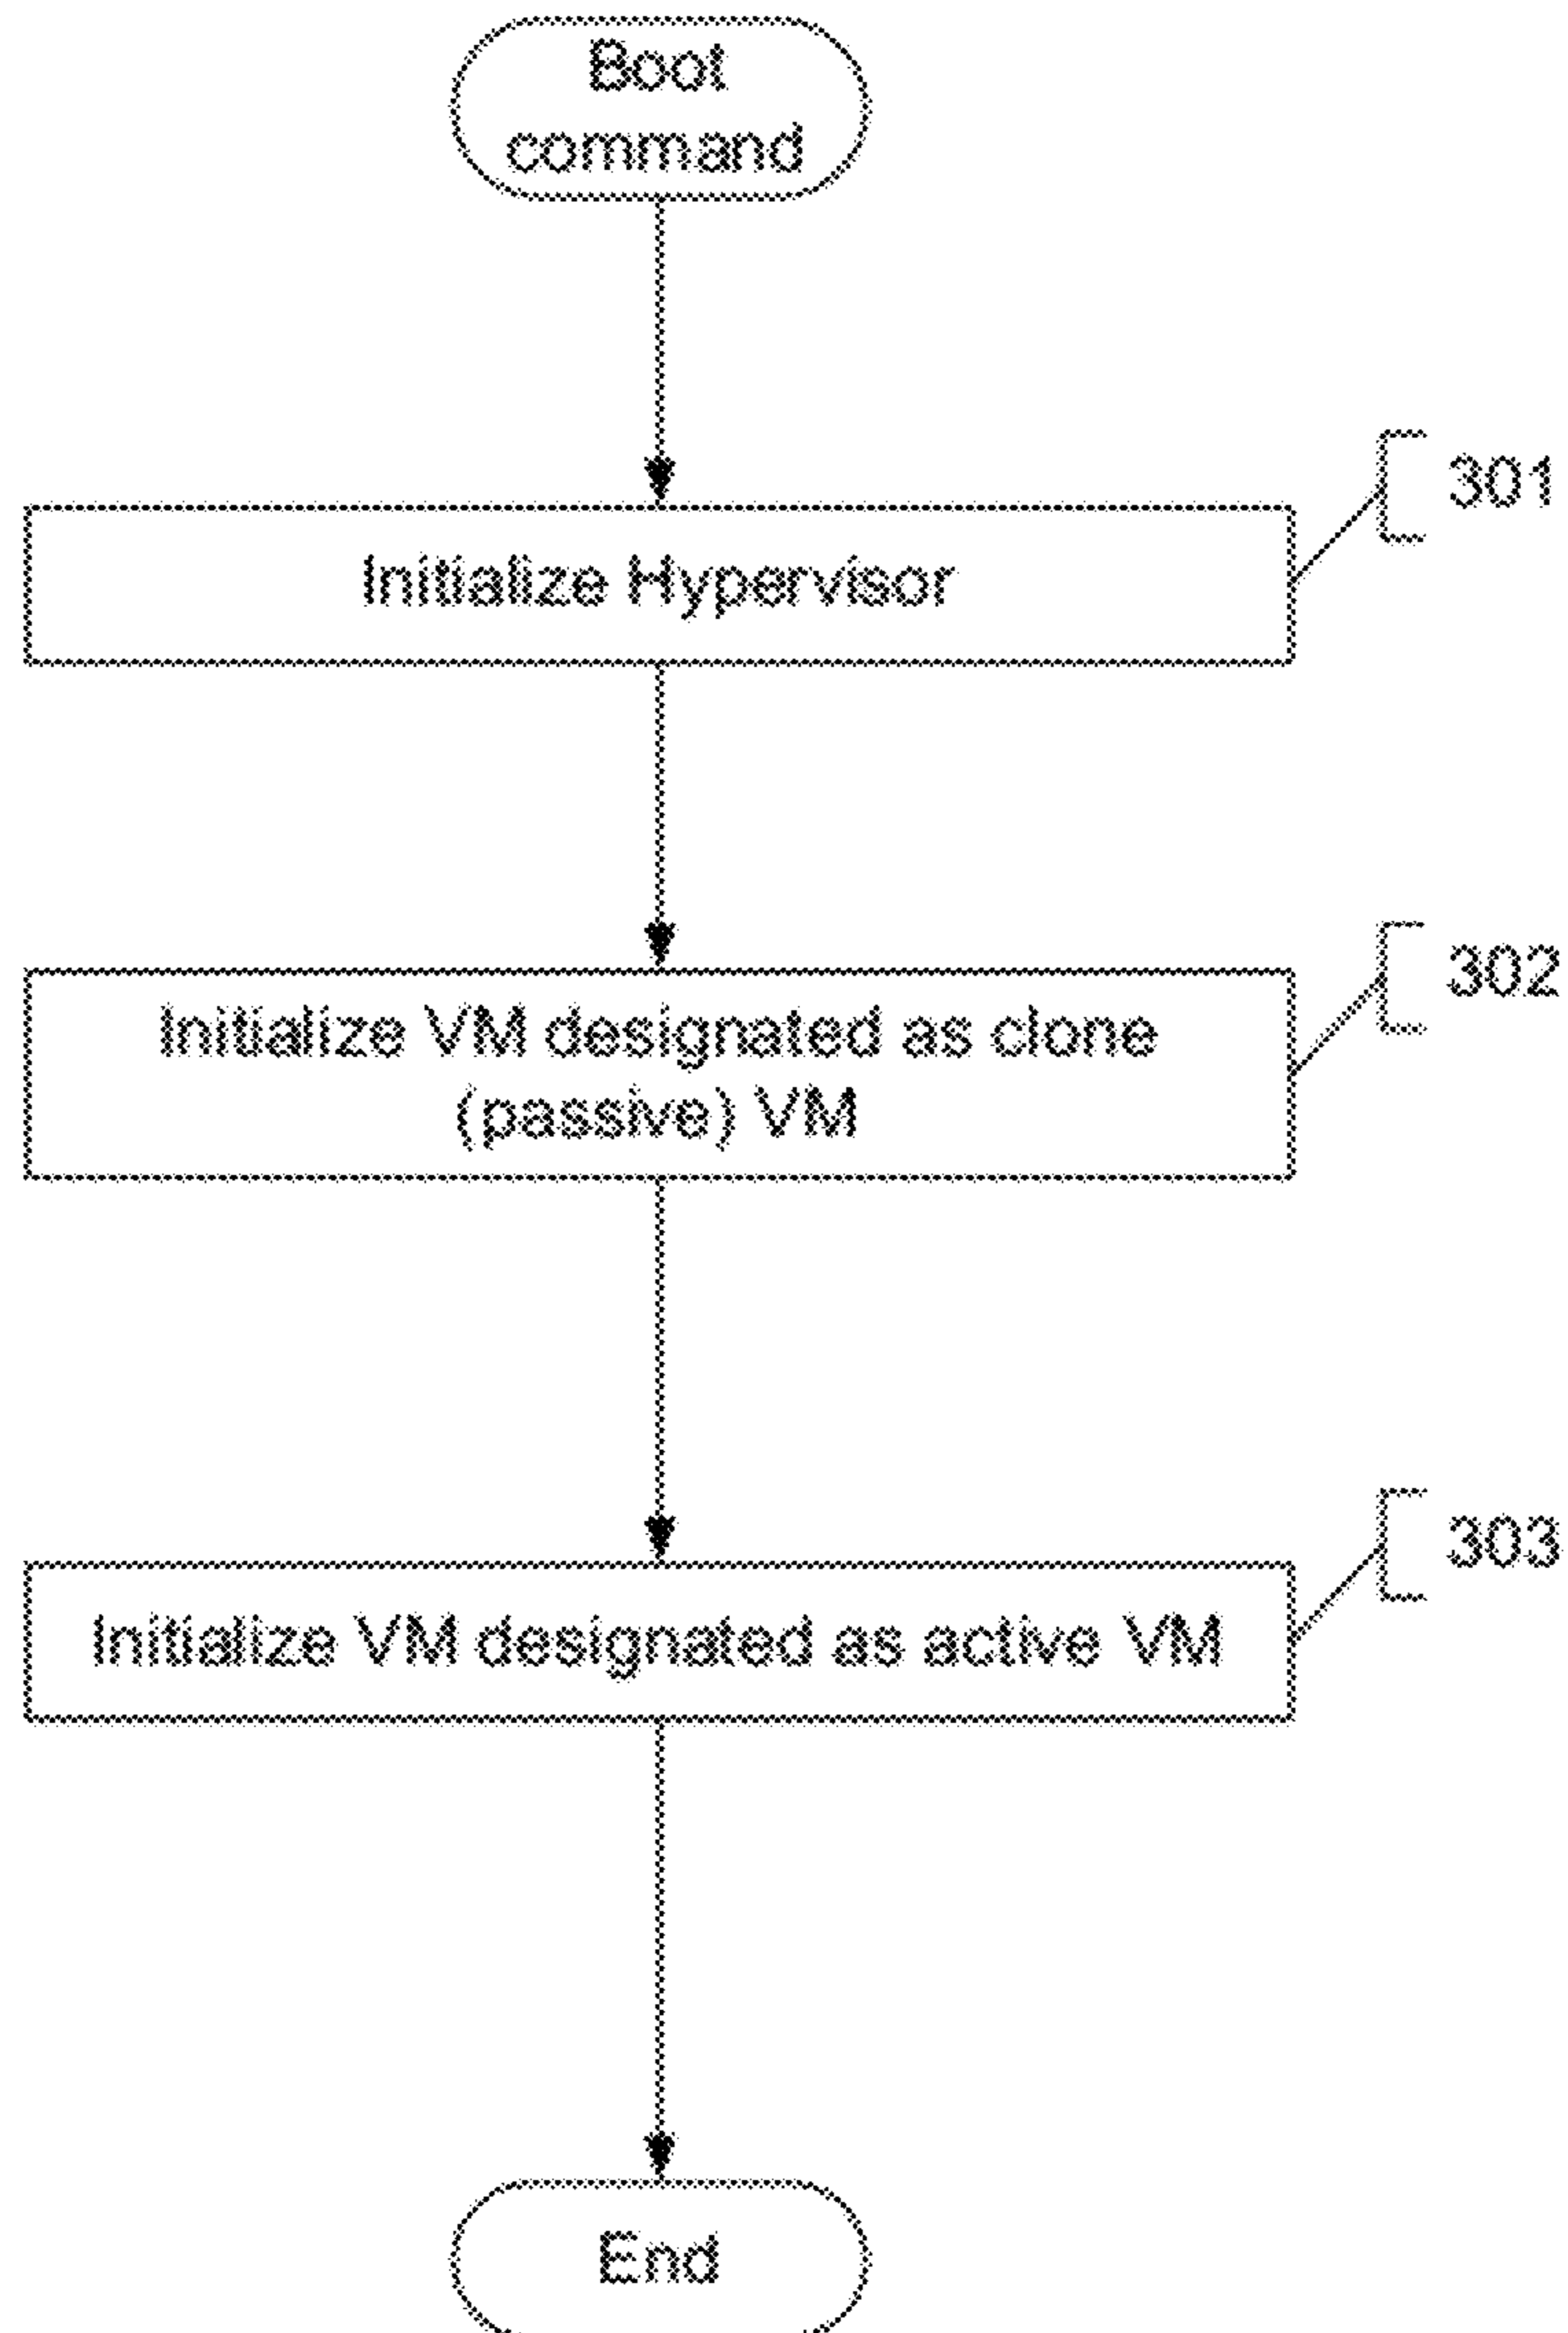 Boot
command
301
Initialize Hypervisor
302
Initialize VM designated as clone
(passive) VM
303
Initialize VM designated as active VM
End